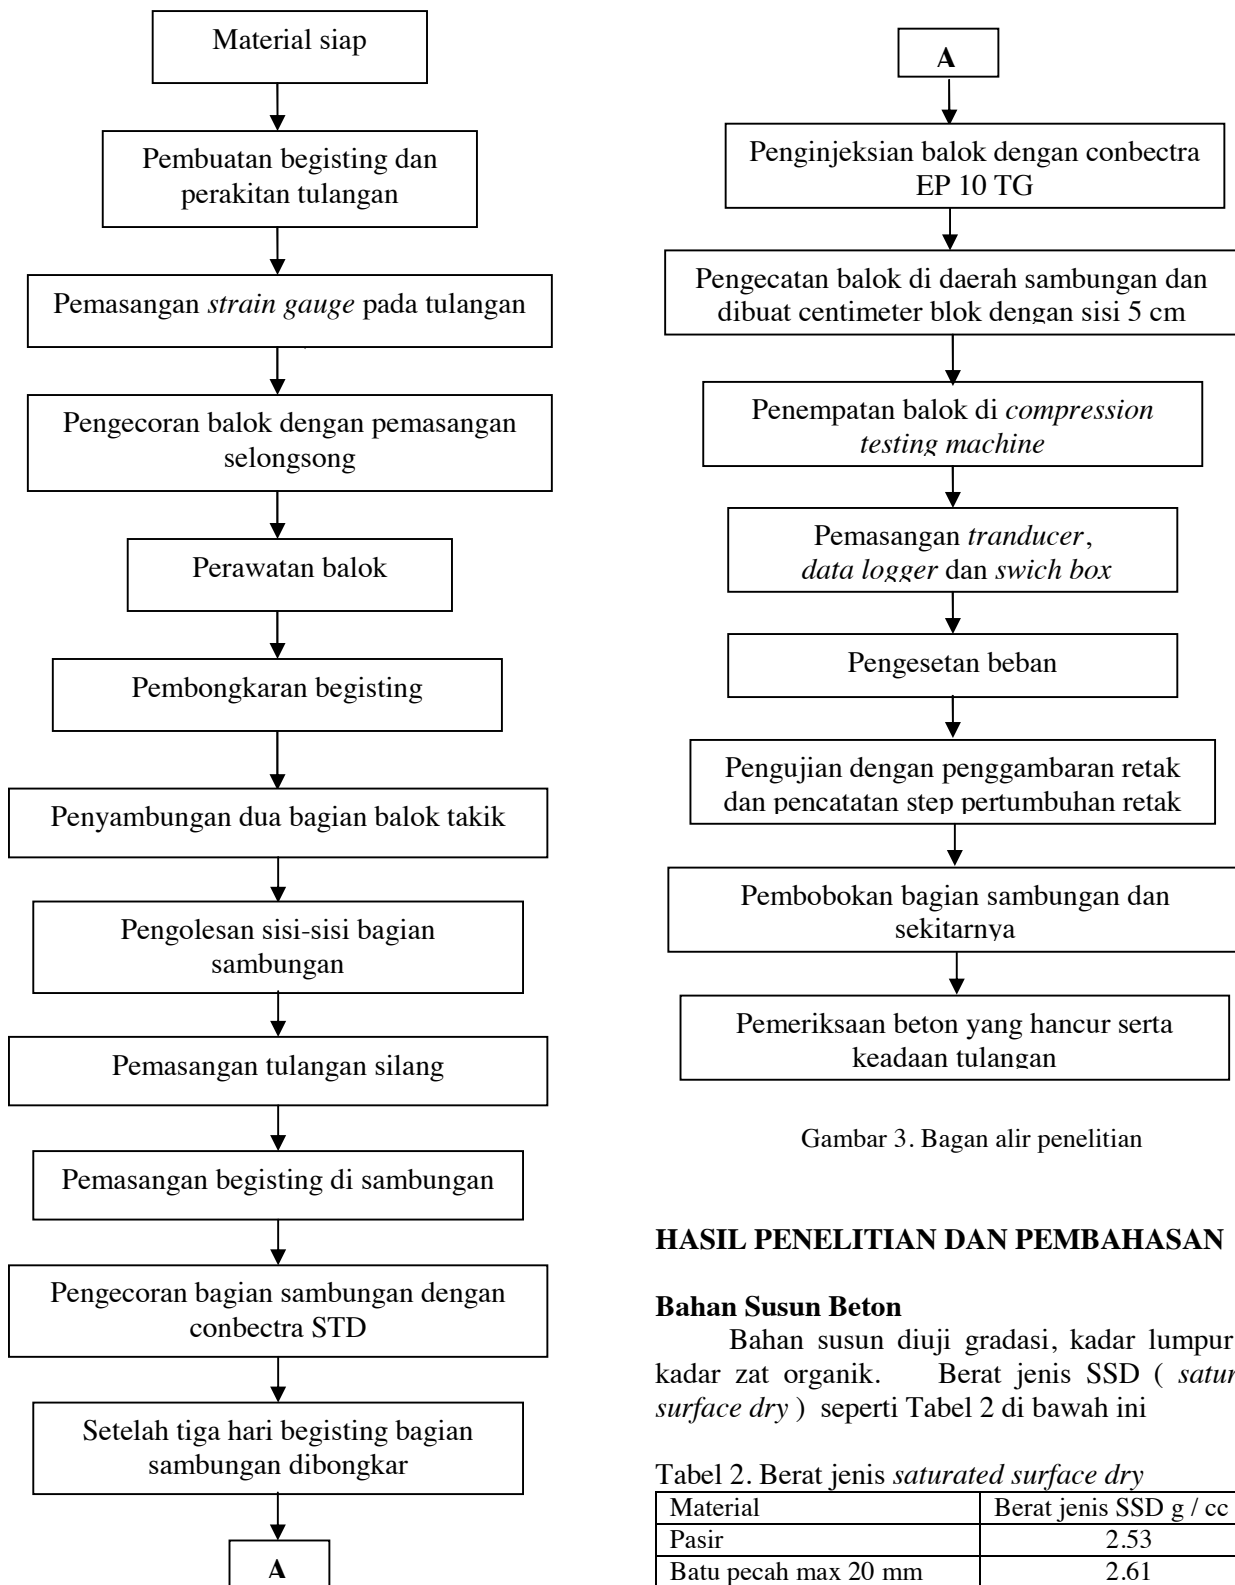 Material siap
Pembuatan begisting dan
perakitan tulangan
Pemasangan strain gauge pada tulangan
Pengecoran balok dengan pemasangan
selongsong
Perawatan balok
Pembongkaran begisting
Penyambungan dua bagian balok takik
Pengolesan sisi-sisi bagian
sambungan
Pemasangan tulangan silang
Pemasangan begisting di sambungan
Pengecoran bagian sambungan dengan
conbectra STD
Setelah tiga hari begisting bagian
sambungan dibongkar
A
A
Penginjeksian balok dengan conbectra
EP 10 TG
Pengecatan balok di daerah sambungan dan
dibuat centimeter blok dengan sisi 5 cm
Penempatan balok di compression
testing machine
Pemasangan tranducer,
data logger dan swich box
Pengesetan beban
Pengujian dengan penggambaran retak
dan pencatatan step pertumbuhan retak
Pembobokan bagian sambungan dan
sekitarnya
Pemeriksaan beton yang hancur serta
keadaan tulangan
Gambar 3. Bagan alir penelitian
HASIL PENELITIAN DAN PEMBAHASAN
Bahan Susun Beton
Bahan susun diuji gradasi, kadar lumpur
kadar zat organik. Berat jenis SSD ( satur
surface dry ) seperti Tabel 2 di bawah ini
Tabel 2. Berat jenis saturated surface dry
Material Berat jenis SSD g / cc
Pasir 2.53
Batu pecah max 20 mm 2.61